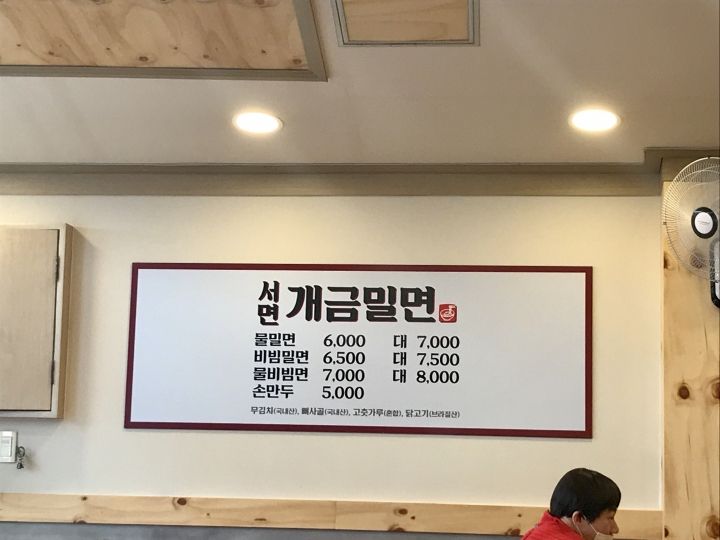 서면 개금밀면
물밀면 6,000 대 7,000
비빔밀면 6,500 대 7,500
물비빔면 7,000 대 8,000
손만두 5,000
무김치(국내산), 뼈사골(국내산), 고춧가루(혼합), 닭고기(브라질산)